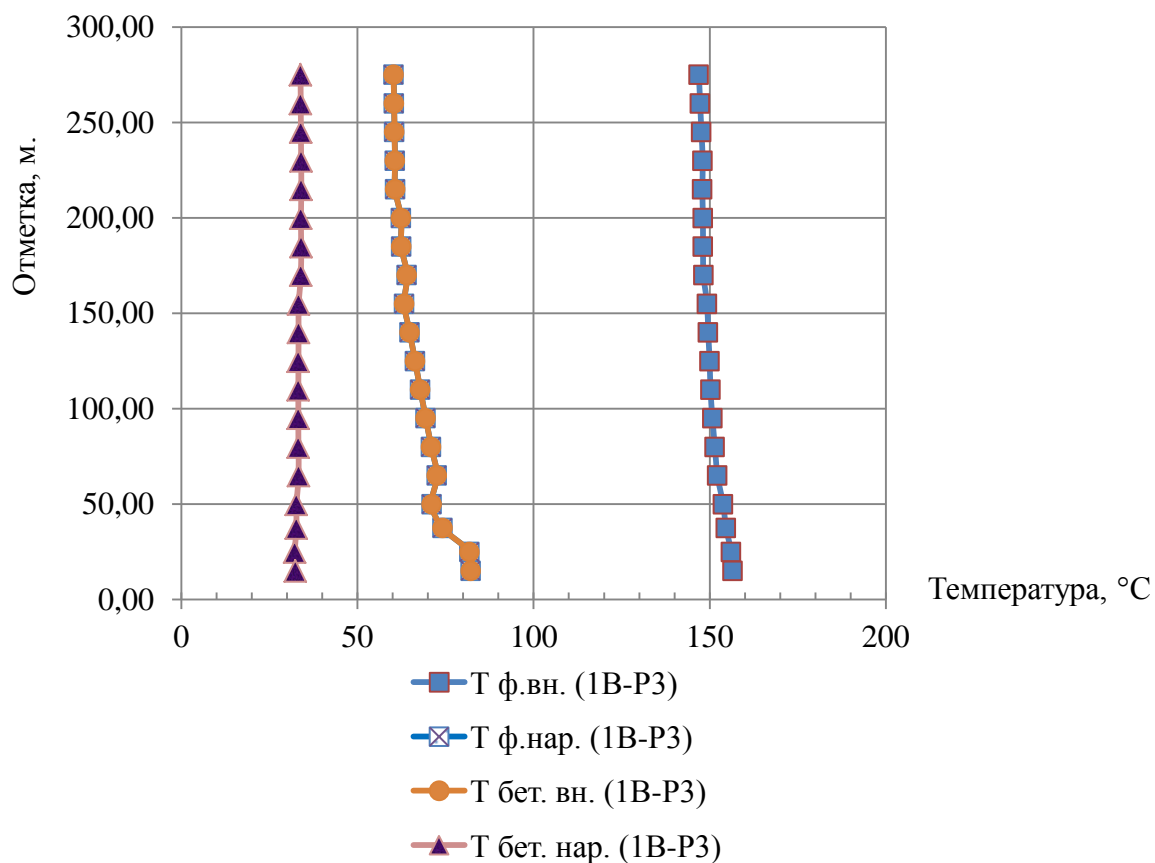 300,00
250,00
200,00
150,00
100,00
50,00
0,00
Отметка, м.
0
50
100
150
200
Температура, °С
Т ф.вн. (1В-Р3)
Т ф.нар. (1В-Р3)
Т бет. вн. (1В-Р3)
Т бет. нар. (1В-Р3)